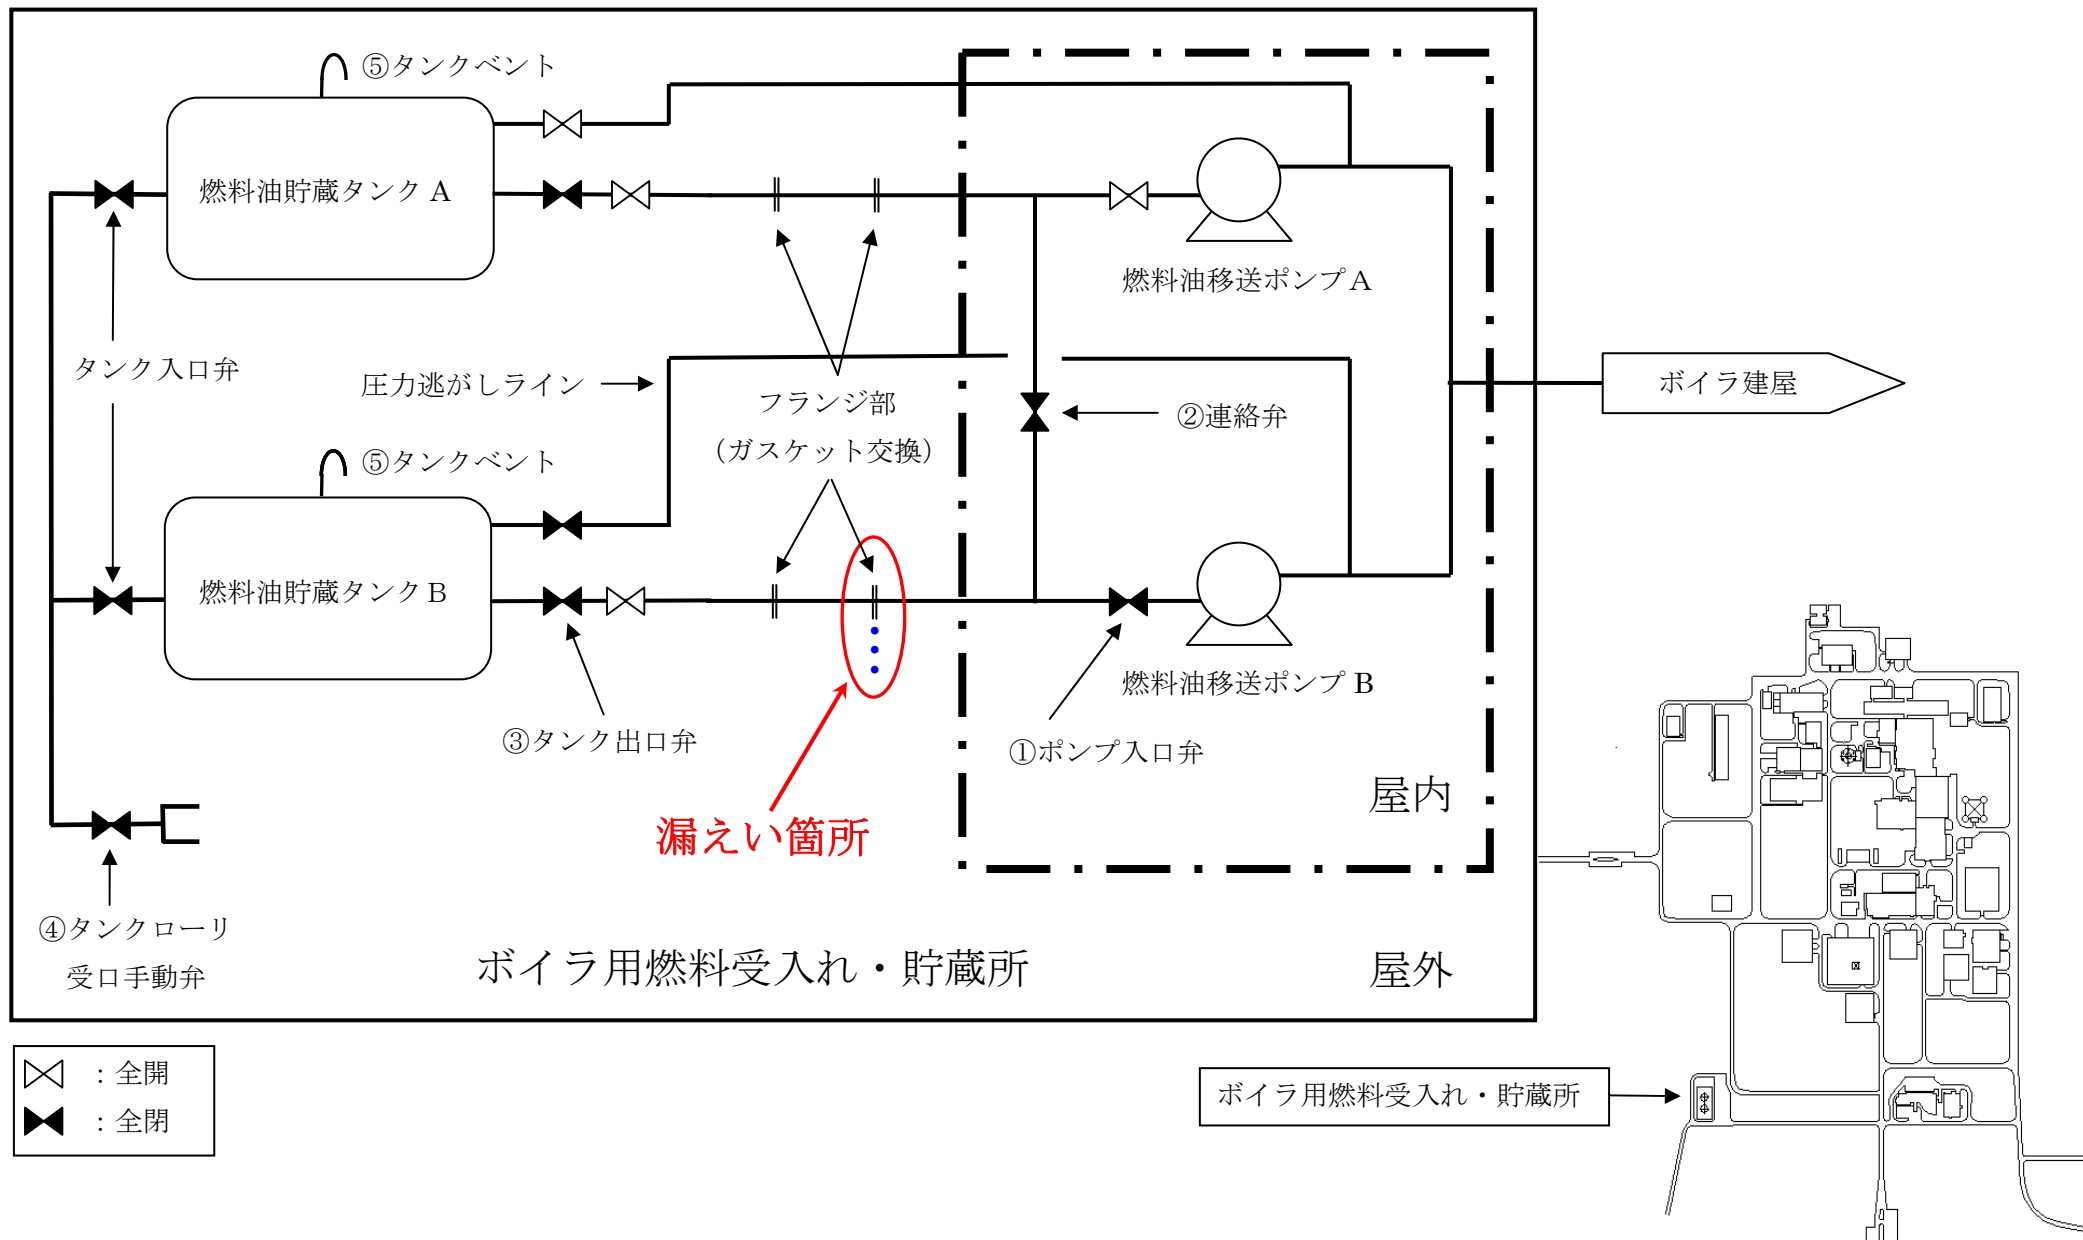 ⑤タンクベント
燃料油貯蔵タンク A
燃料油移送ポンプA
タンク入口弁
圧力逃がしライン
フランジ部
（ガスケット交換）
②連絡弁
ボイラ建屋
⑤タンクベント
燃料油貯蔵タンクB
燃料油移送ポンプ B
③タンク出口弁
①ポンプ入口弁
漏えい箇所
屋内
④タンクローリ
受口手動弁
ボイラ用燃料受入れ・貯蔵所
屋外
：全開
：全閉
ボイラ用燃料受入れ・貯蔵所